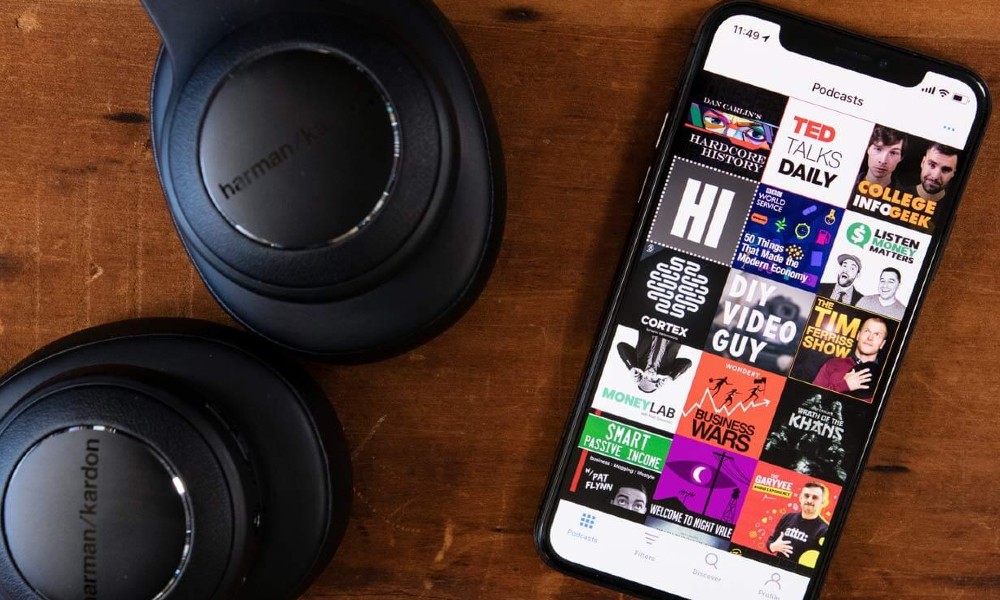 harman/k
harman/kardon
11:49
Podcasts
DAN CARLIN'S
HARDCORE
HISTORY
TED
TALKS
DAILY
COLLEGE
INFOGEEK
HI
BBC
WORLD
SERVICE
50 Things
That Made the
Modern Economy
LISTEN
MONEY
MATTERS
CORTEX
DIY
VIDEO
GUY
THE
TIM
FERRISS
SHOW
MONEYLAB
WONDERY
BUSINESS
WARS
WRATH OF THE
KHANS
SMART
PASSIVE INCOME
Business | blogging | lifestyle
W/PAT
FLYNN
WELCOME TO NIGHT VALE
THE
GARYVEE
Podcasts
Filters
Discover
Profile